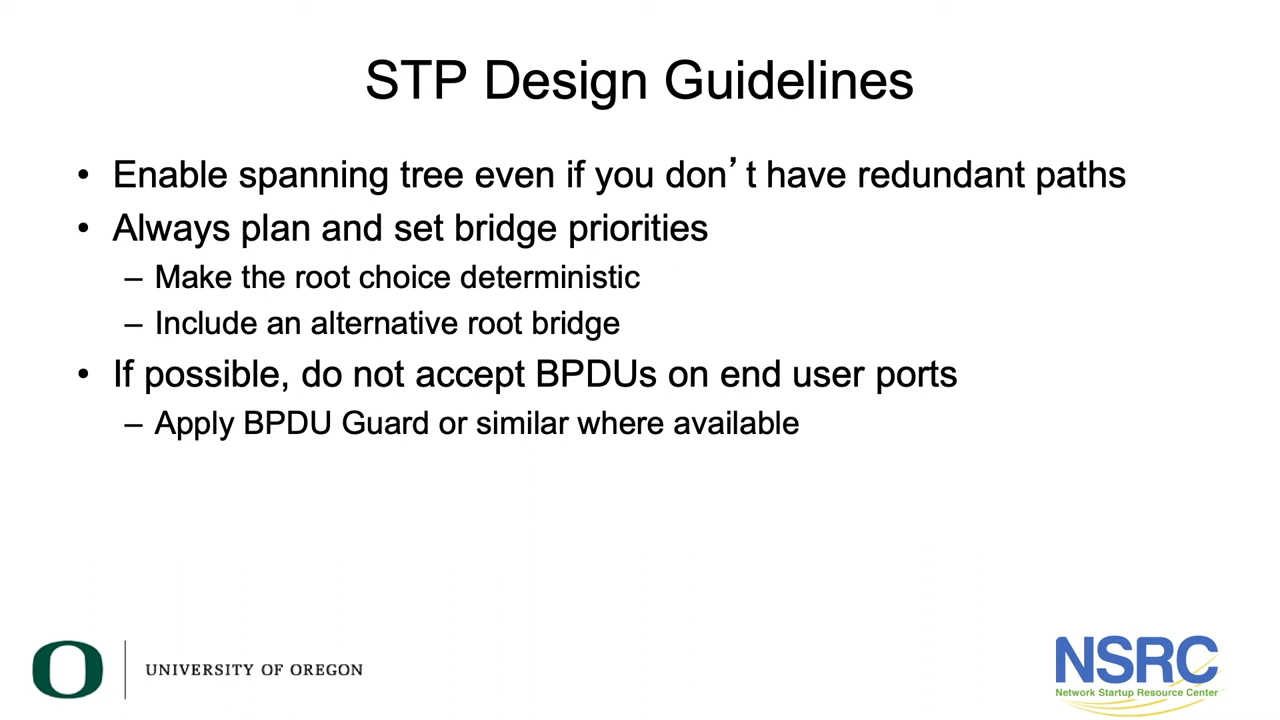 STP Design Guidelines
• Enable spanning tree even if you don’t have redundant paths
• Always plan and set bridge priorities
– Make the root choice deterministic
– Include an alternative root bridge
• If possible, do not accept BPDUs on end user ports
– Apply BPDU Guard or similar where available
O
UNIVERSITY OF OREGON
NSRC
Network Startup Resource Center